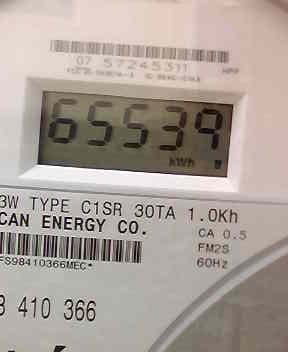 07 57245311
65539
kWh
3W TYPE C1SR 30TA 1.0Kh
CAN ENERGY CO.
CA 0.5
FM2S
FS98410366MEC*
60Hz
8 410 366